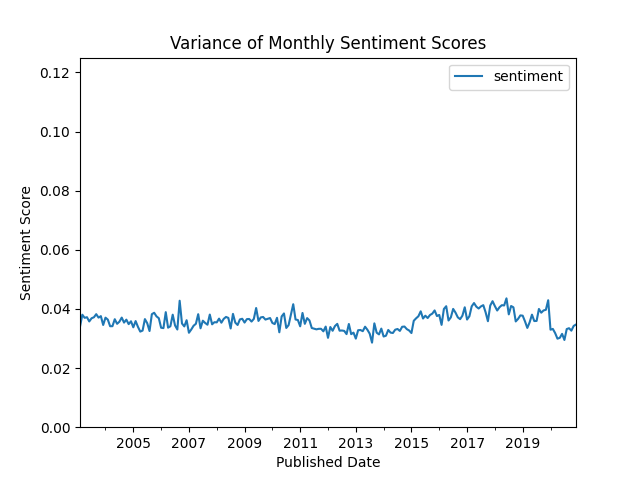 Variance of Monthly Sentiment Scores
sentiment
Sentiment Score
0.12
0.10
0.08
0.06
0.04
0.02
0.00
2005 2007 2009 2011 2013 2015 2017 2019
Published Date